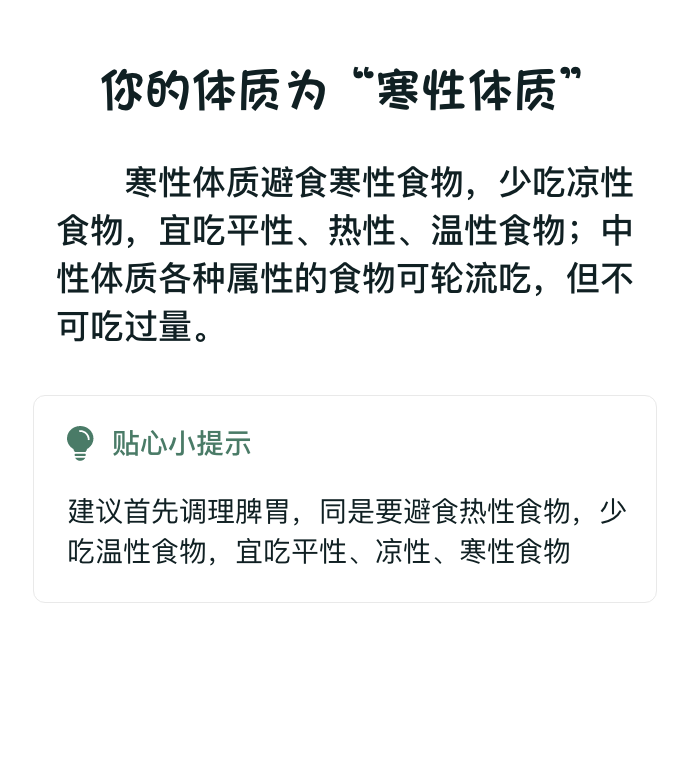 你的体质为“寒性体质”
寒性体质避食寒性食物，少吃凉性
食物，宜吃平性、热性、温性食物；中
性体质各种属性的食物可轮流吃，但不
可吃过量。
贴心小提示
建议首先调理脾胃，同是要避食热性食物，少
吃温性食物，宜吃平性、凉性、寒性食物